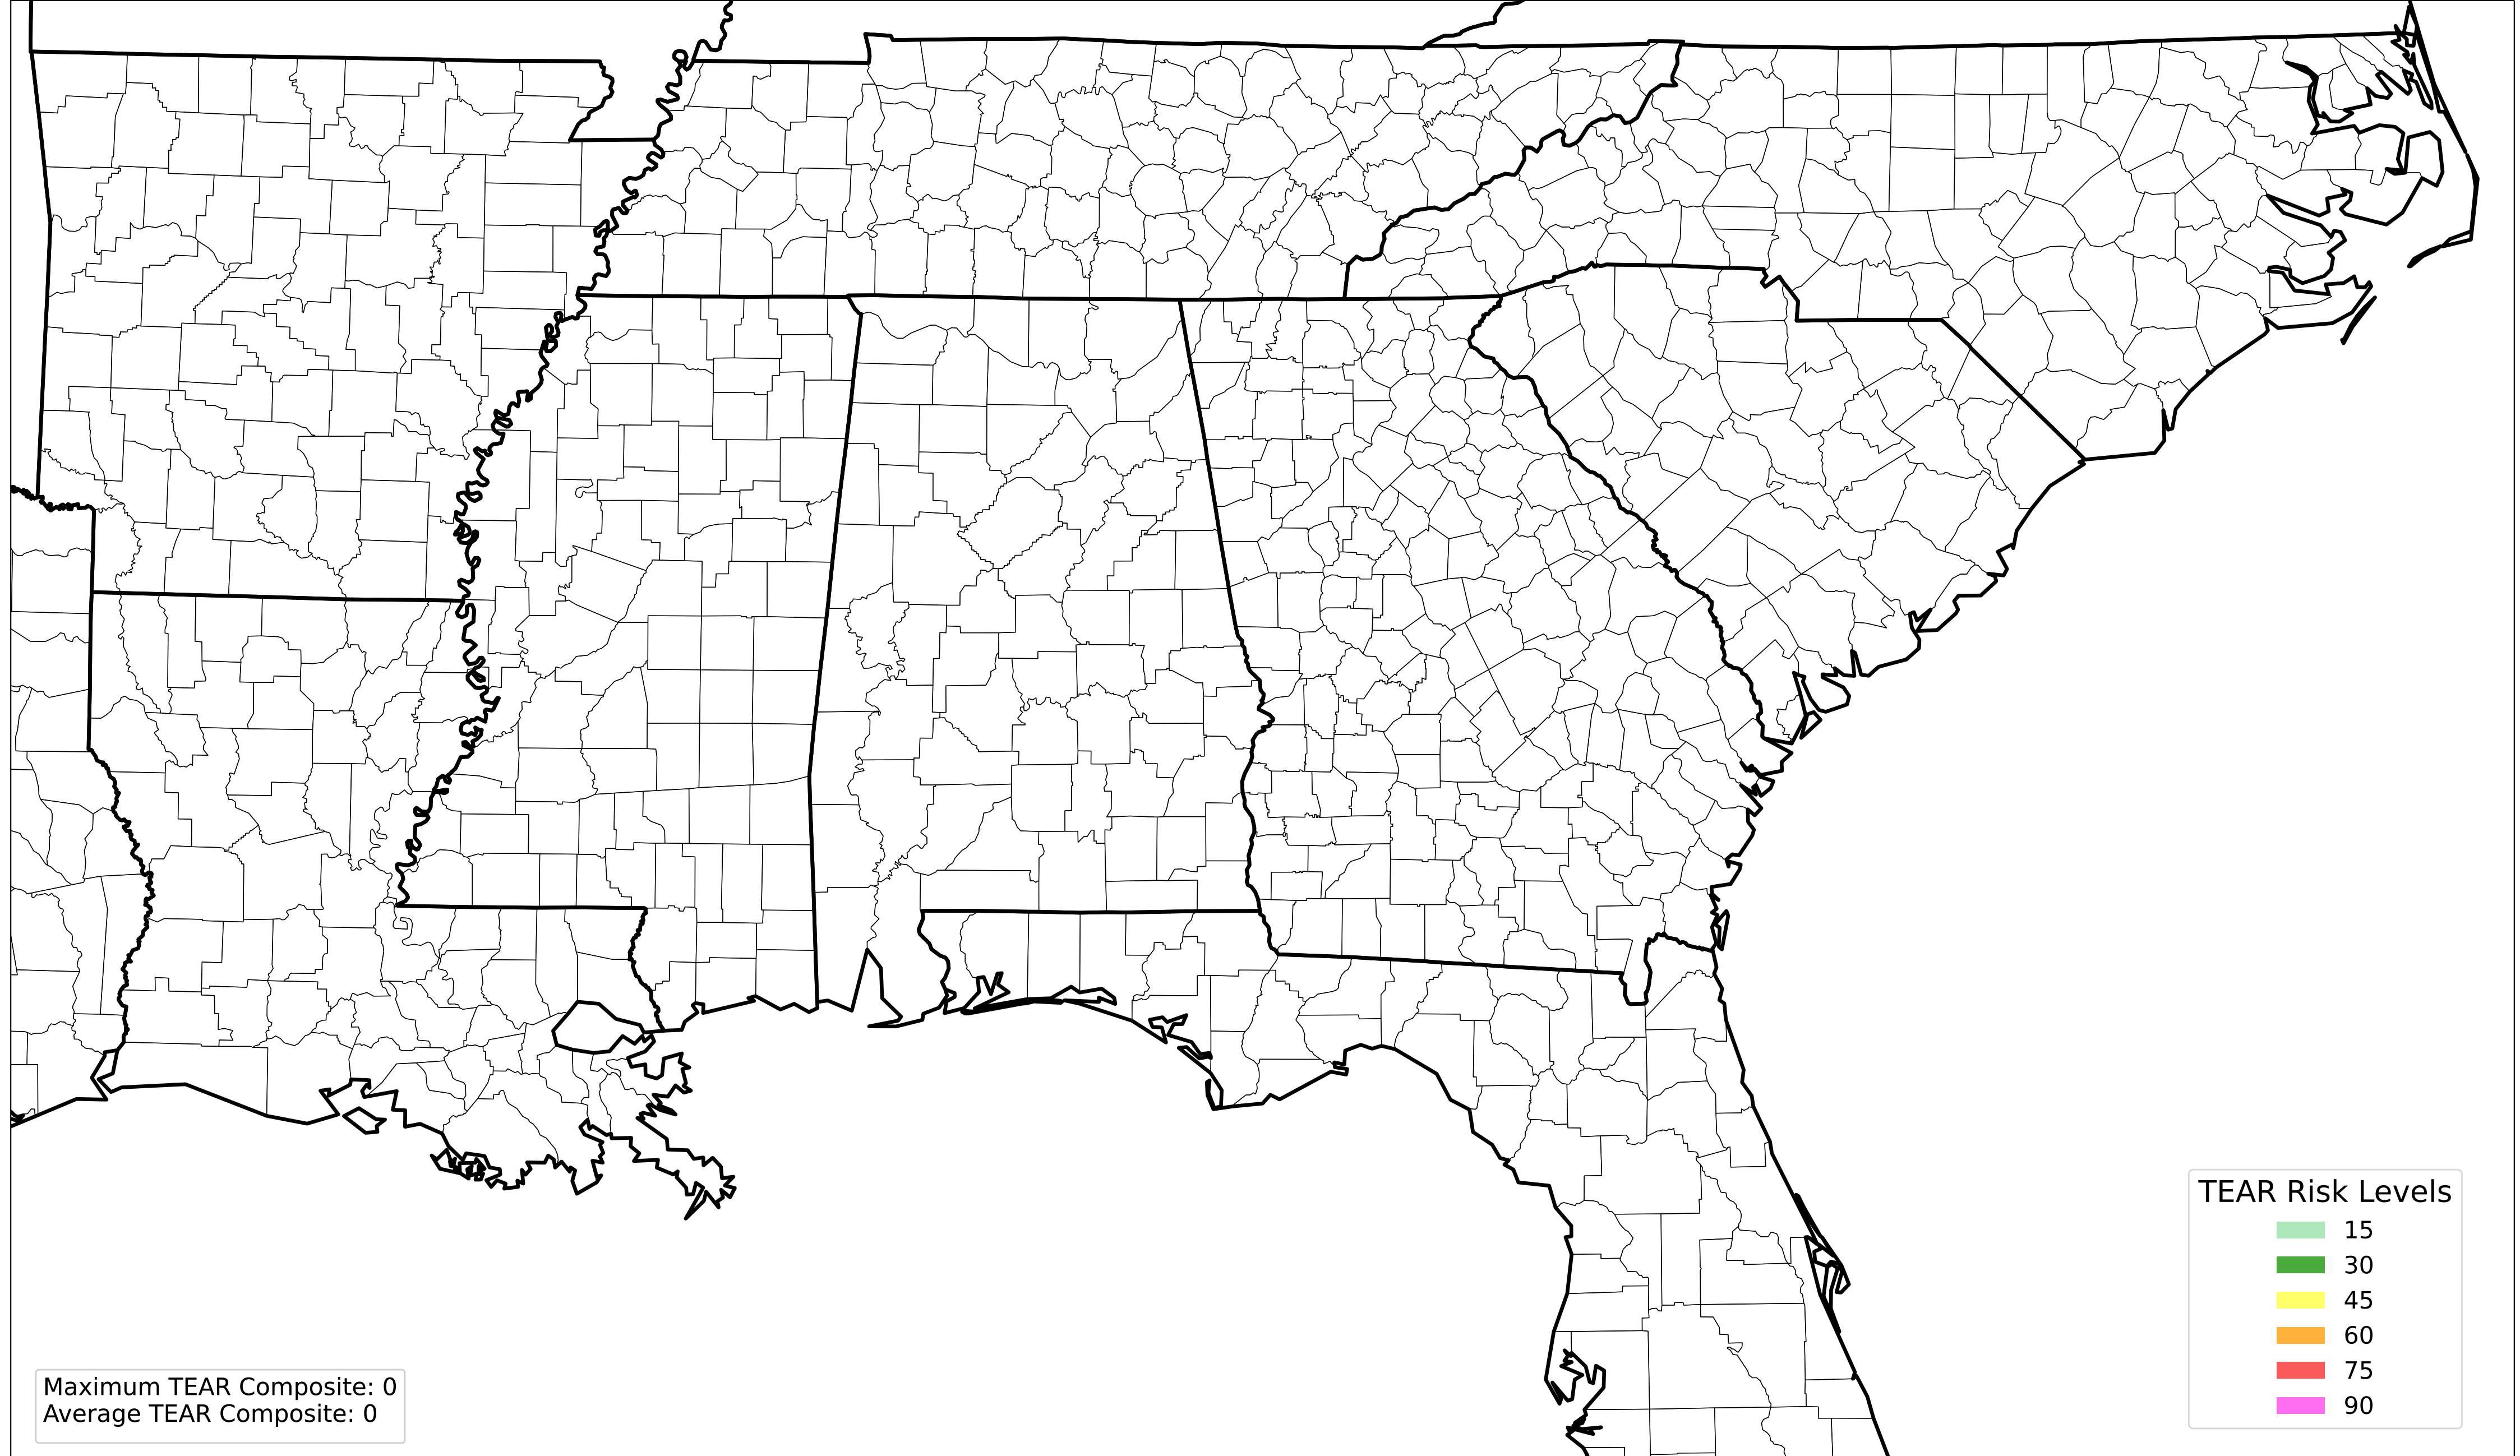 TEAR Risk Levels
15
30
45
60
75
90
Maximum TEAR Composite: 0
Average TEAR Composite: 0